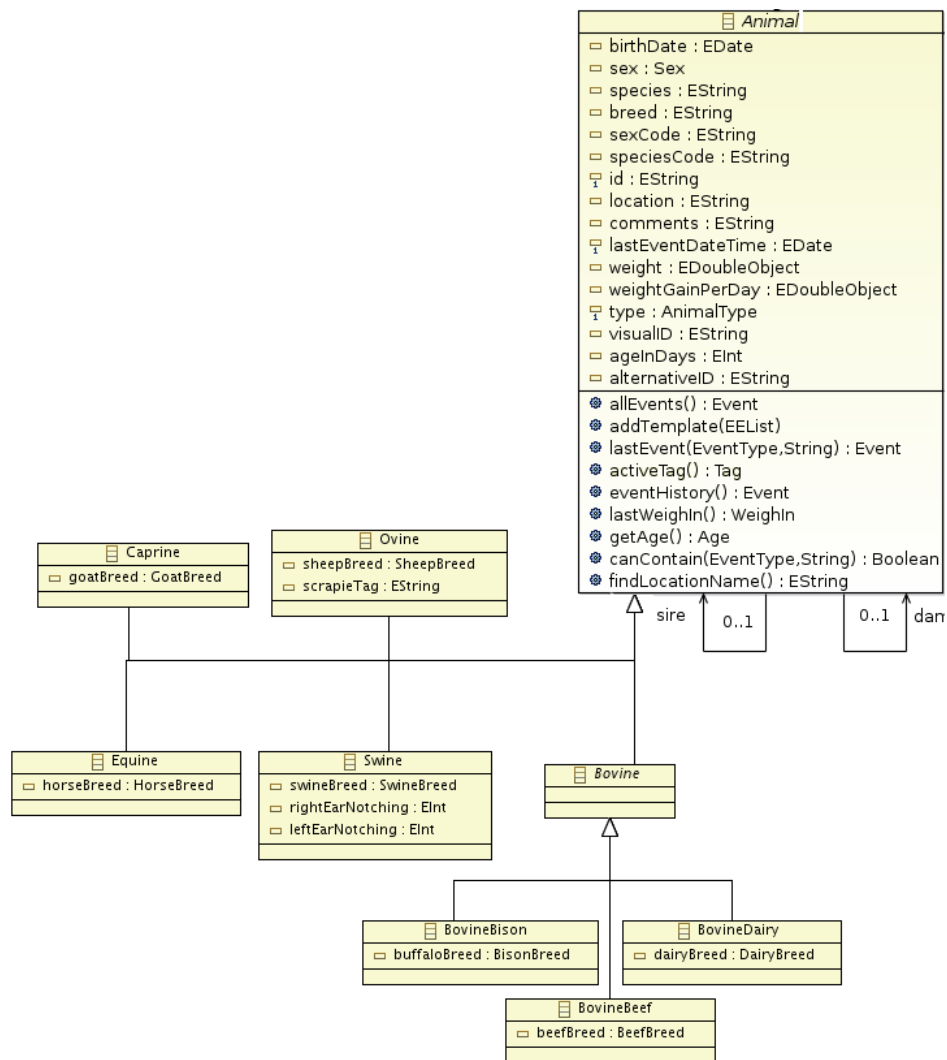 Animal
birthDate : EDate
sex : Sex
species : EString
breed : EString
sexCode : EString
speciesCode : EString
1 id : EString
location : EString
comments : EString
1 lastEventDateTime : EDate
weight : EDoubleObject
weightGainPerDay : EDoubleObject
1 type : AnimalType
visualID : EString
ageInDays : EInt
alternativeID : EString
allEvents() : Event
addTemplate(EEList)
lastEvent(EventType,String) : Event
activeTag() : Tag
eventHistory() : Event
lastWeighIn() : WeighIn
getAge() : Age
canContain(EventType,String) : Boolean
findLocationName() : EString
sire
0..1
0..1
dam
Caprine
goatBreed : GoatBreed
Ovine
sheepBreed : SheepBreed
scrapieTag : EString
Equine
horseBreed : HorseBreed
Swine
swineBreed : SwineBreed
rightEarNotching : EInt
leftEarNotching : EInt
Bovine
BovineBison
buffaloBreed : BisonBreed
BovineDairy
dairyBreed : DairyBreed
BovineBeef
beefBreed : BeefBreed